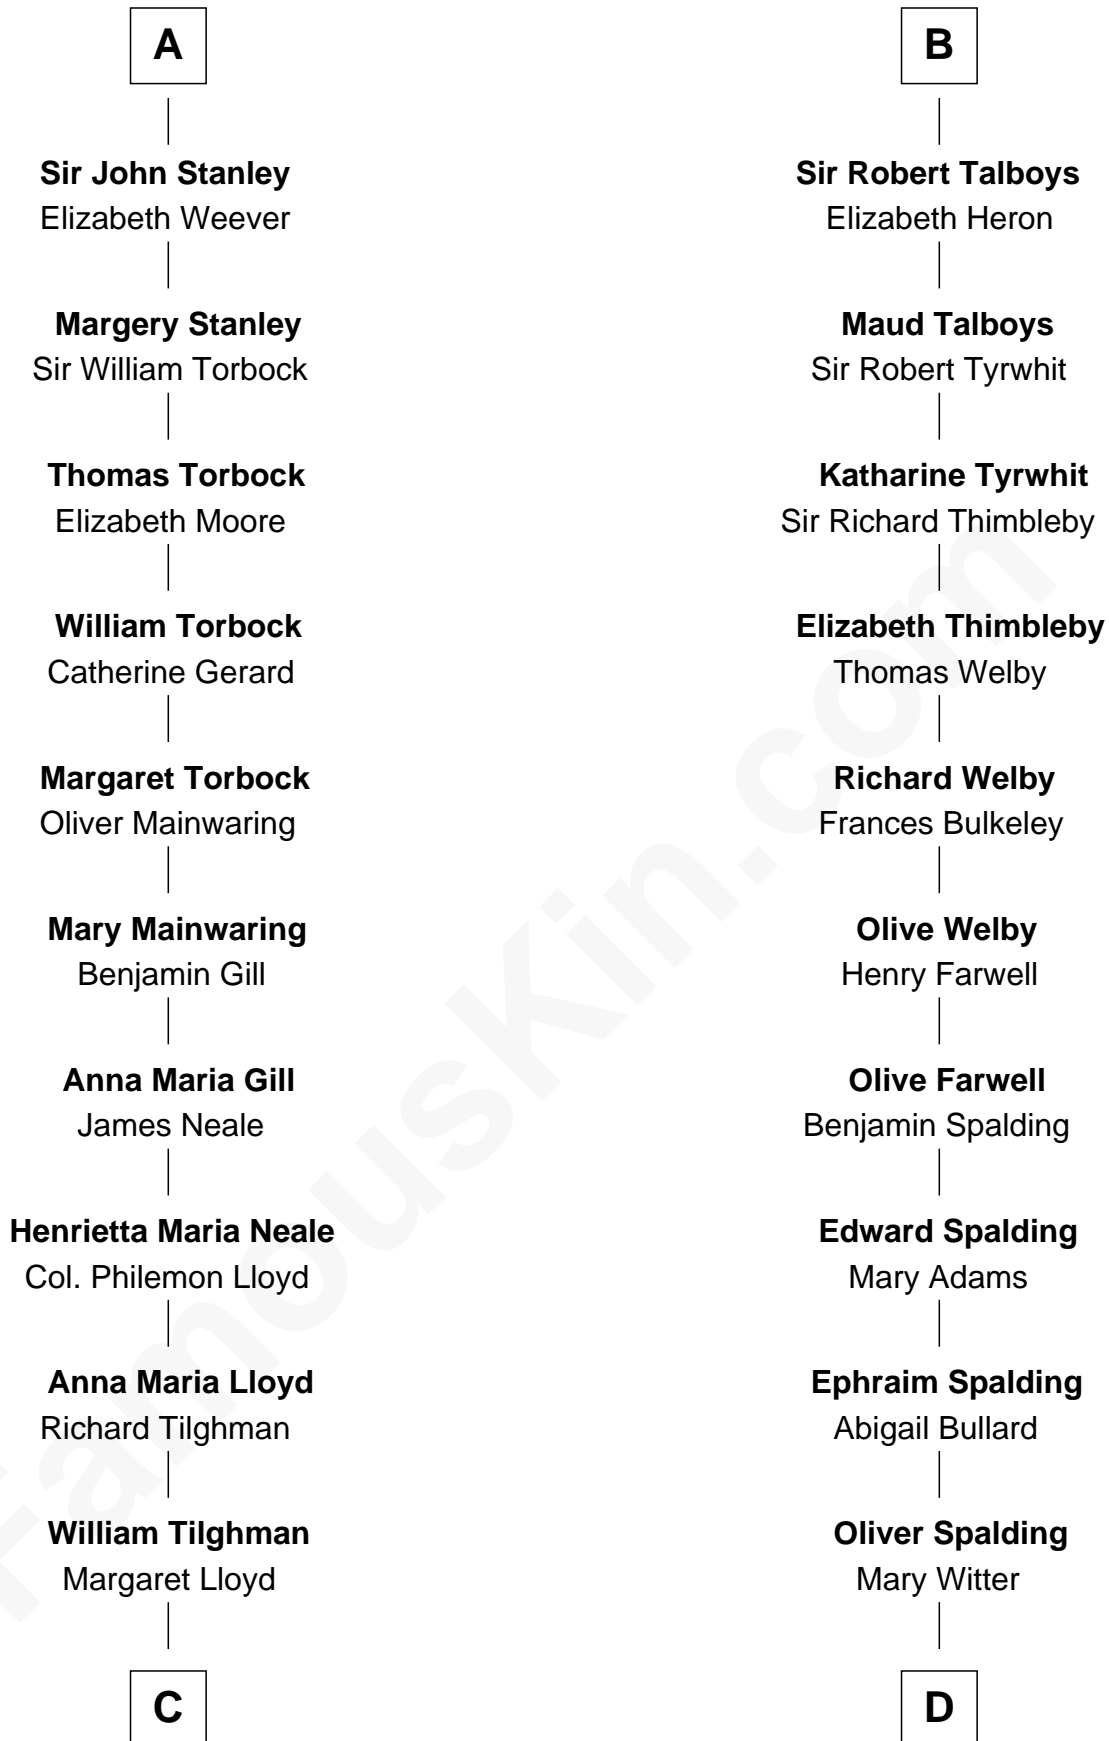 A
Sir John Stanley
Elizabeth Weever
Margery Stanley
Sir William Torbock
Thomas Torbock
Elizabeth Moore
William Torbock
Catherine Gerard
Margaret Torbock
Oliver Mainwaring
Mary Mainwaring
Benjamin Gill
Anna Maria Gill
James Neale
Henrietta Maria Neale
Col. Philemon Lloyd
Anna Maria Lloyd
Richard Tilghman
William Tilghman
Margaret Lloyd
C
B
Sir Robert Talboys
Elizabeth Heron
Maud Talboys
Sir Robert Tyrwhit
Katharine Tyrwhit
Sir Richard Thimbleby
Elizabeth Thimbleby
Thomas Welby
Richard Welby
Frances Bulkeley
Olive Welby
Henry Farwell
Olive Farwell
Benjamin Spalding
Edward Spalding
Mary Adams
Ephraim Spalding
Abigail Bullard
Oliver Spalding
Mary Witter
D
FamousKin.com